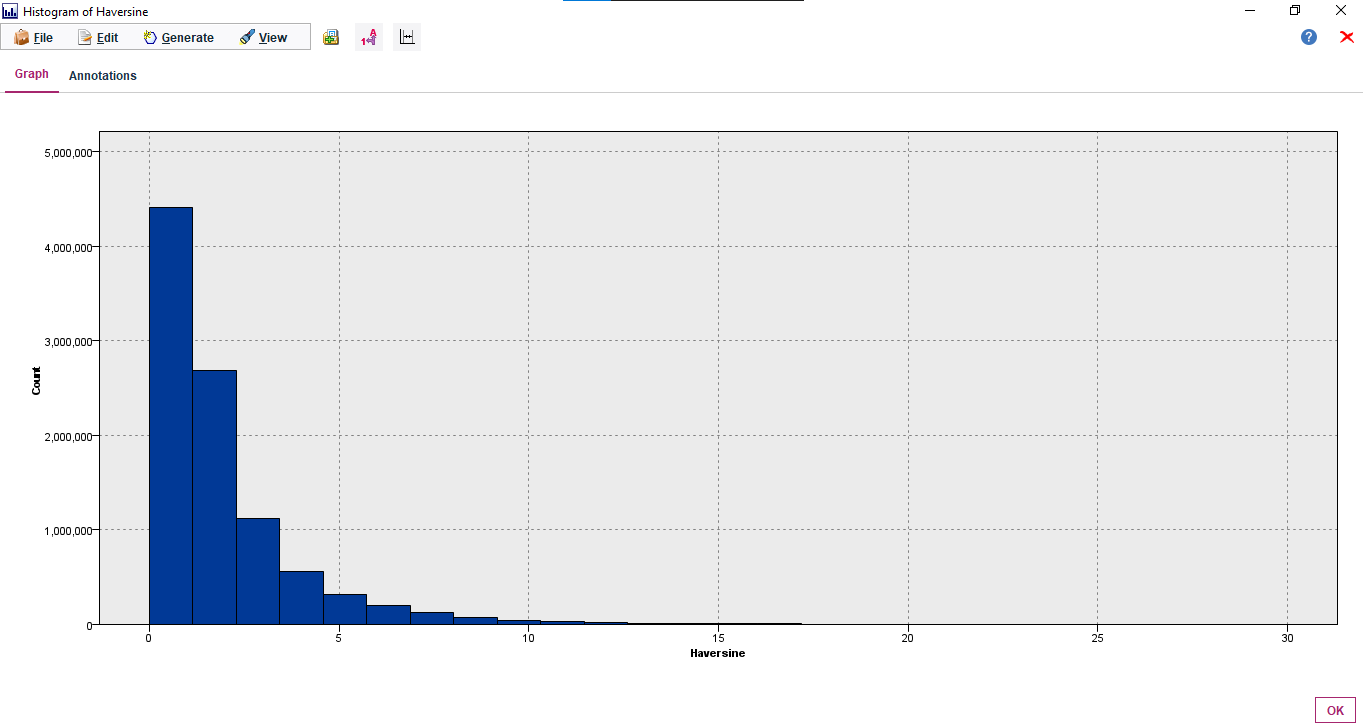 Histogram of Haversine
File Edit Generate View
1 A
?
Graph Annotations
5,000,000
4,000,000
3,000,000
2,000,000
1,000,000
0
Count
0 5 10 15 20 25 30
Haversine
OK